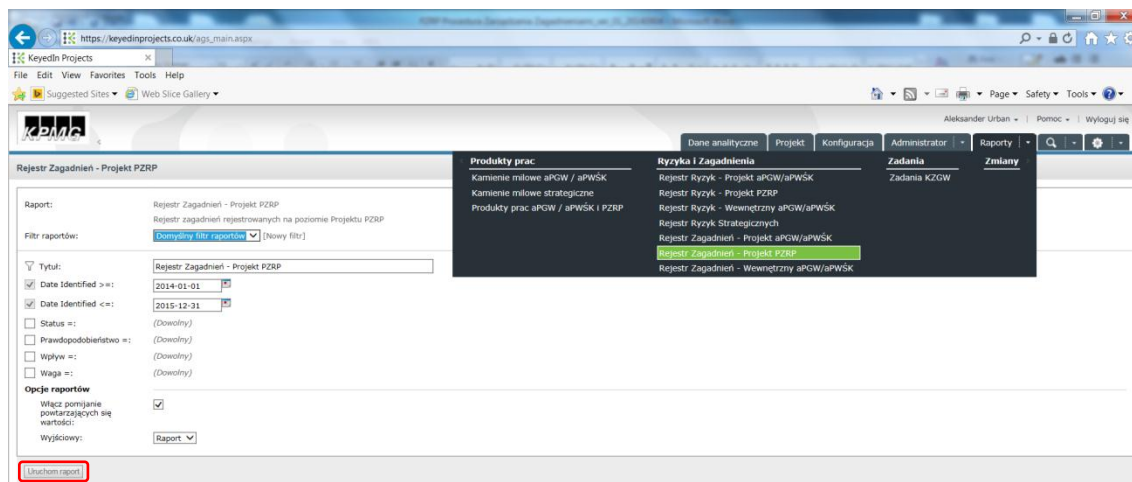 https://keyedinprojects.co.uk/ags_main.aspx
KeyedIn Projects
File Edit View Favorites Tools Help
Suggested Sites Web Slice Gallery
Page Safety Tools
Aleksander Urban | Pomoc | Wyloguj się
KPMG
Dane analityczne Projekt Konfiguracja Administrator Raporty
Rejestr Zagadnień - Projekt PZRP
Produkty prac
Kamienie milowe aPGW / aPWŚK
Kamienie milowe strategiczne
Produkty prac aPGW / aPWŚK i PZRP
Ryzyka i Zagadnienia
Rejestr Ryzyk - Projekt aPGW/aPWŚK
Rejestr Ryzyk - Projekt PZRP
Rejestr Ryzyk - Wewnętrzny aPGW/aPWŚK
Rejestr Ryzyk Strategicznych
Rejestr Zagadnień - Projekt aPGW/aPWŚK
Rejestr Zagadnień - Projekt PZRP
Rejestr Zagadnień - Wewnętrzny aPGW/aPWŚK
Zadania
Zadania KZGW
Zmiany
Raport: Rejestr Zagadnień - Projekt PZRP
Rejestr zagadnień rejestrowanych na poziomie Projektu PZRP
Filtr raportów: Domyślny filtr raportów [Nowy filtr]
Tytuł: Rejestr Zagadnień - Projekt PZRP
Date Identified >=: 2014-01-01
Date Identified <=: 2015-12-31
Status =: (Dowolny)
Prawdopodobieństwo =: (Dowolny)
Wpływ =: (Dowolny)
Waga =: (Dowolny)
Opcje raportów
Włącz pomijanie
powtarzających się
wartości:
Wyjściowy: Raport
Uruchom raport